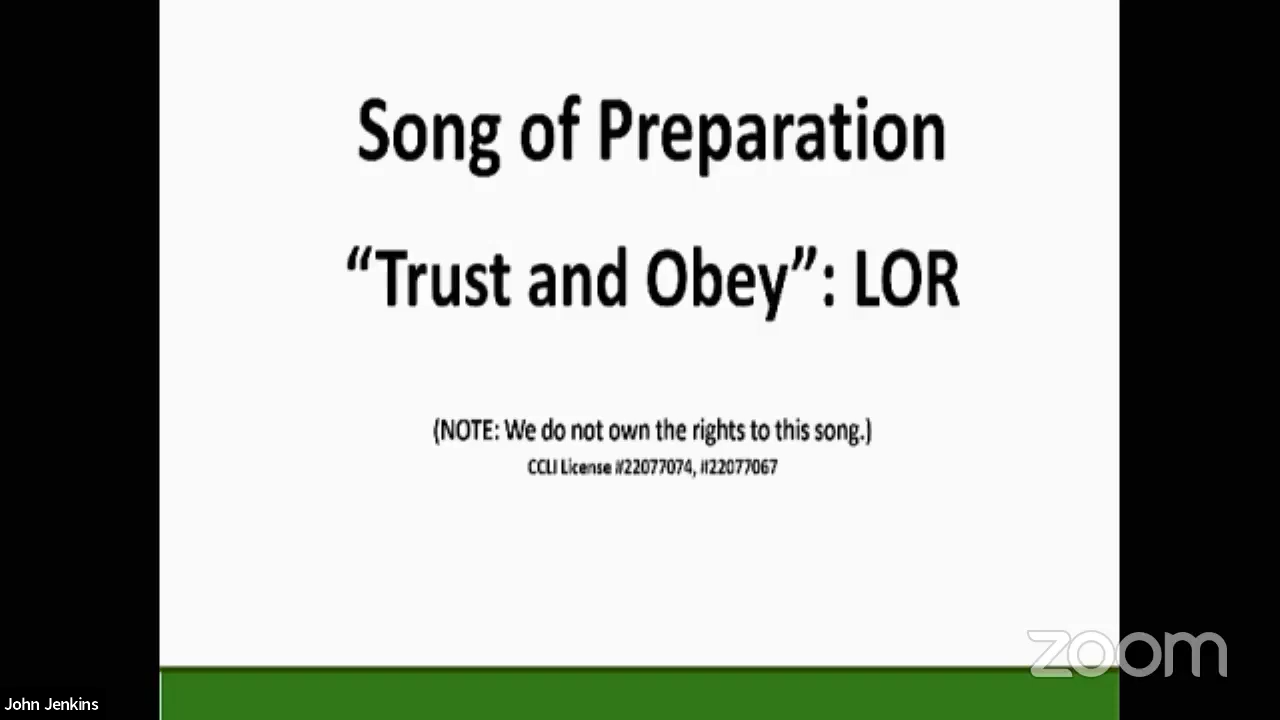 Song of Preparation
“Trust and Obey”: LOR
(NOTE: We do not own the rights to this song.)
CCLI License #22077074, #22077067
zoom
John Jenkins